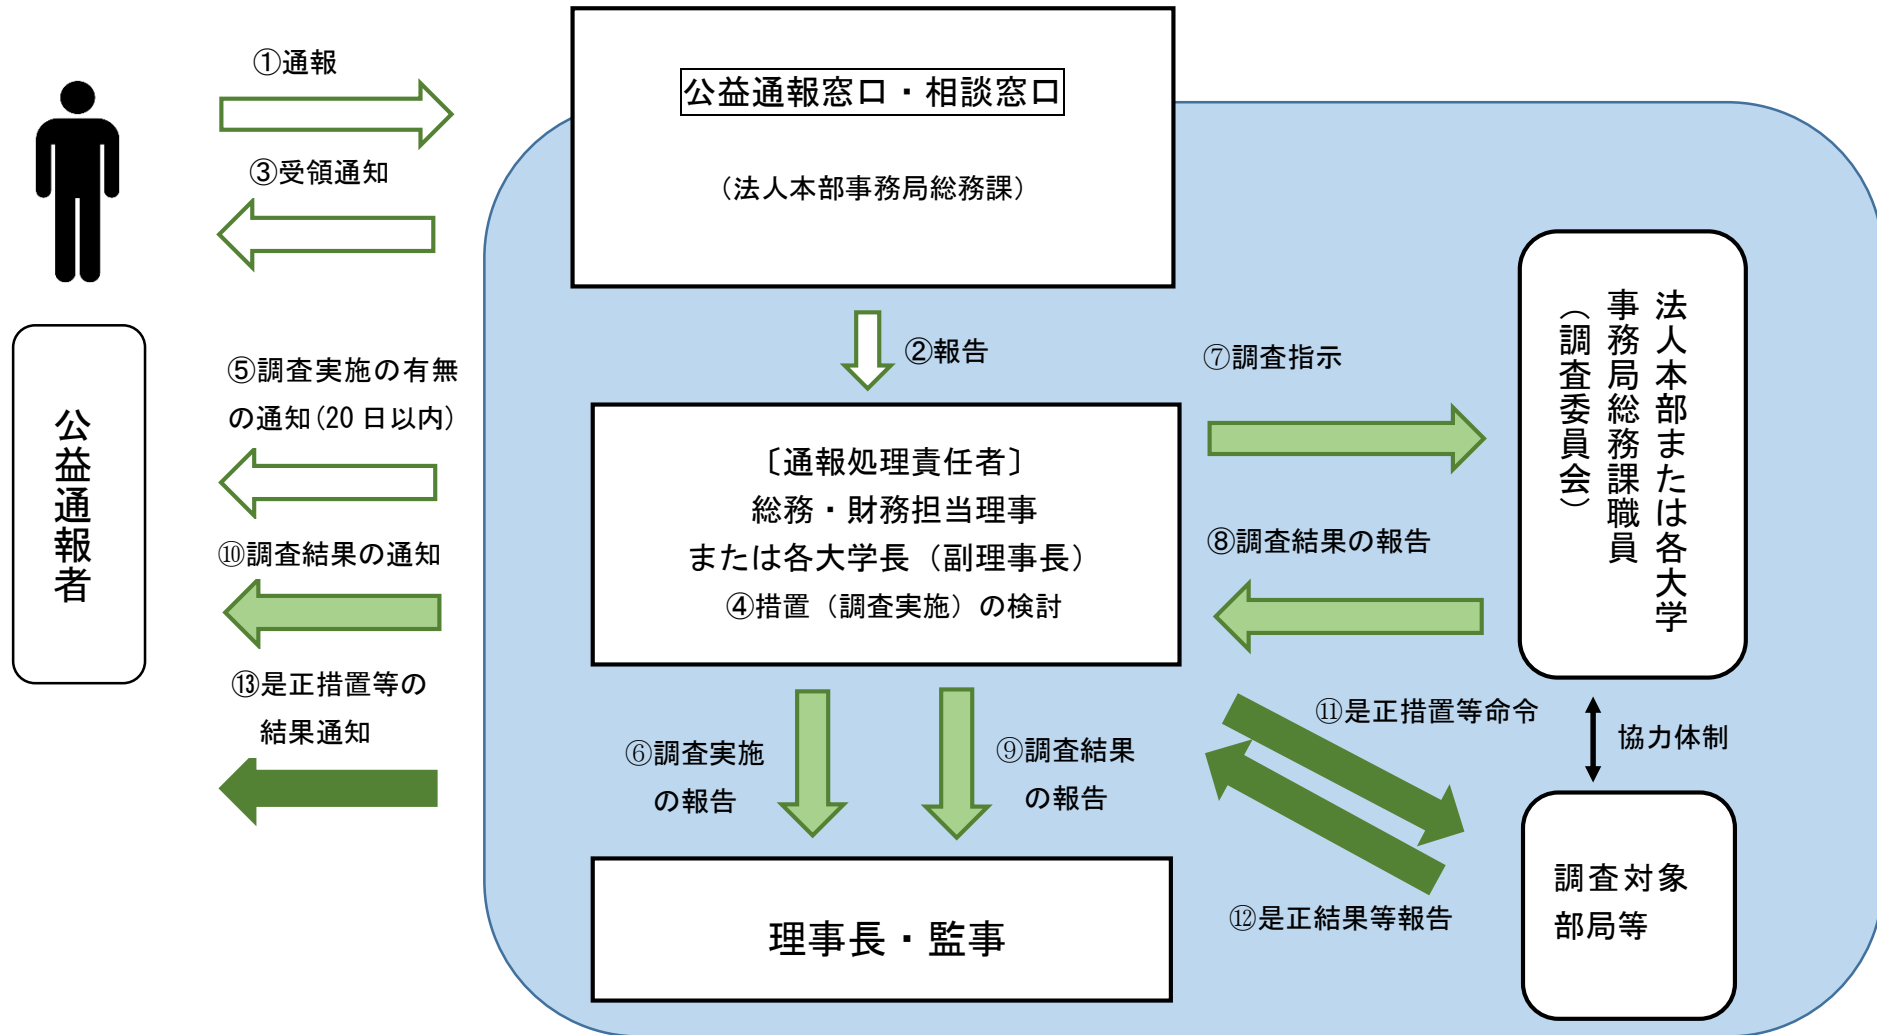 ①通報
公益通報窓口・相談窓口
（法人本部事務局総務課）
③受領通知
②報告
公益通報者
⑤調査実施の有無
の通知(20日以内)
〔通報処理責任者〕
総務・財務担当理事
または各大学長（副理事長）
④措置（調査実施）の検討
⑦調査指示
⑧調査結果の報告
法人本部または各大学
事務局総務課職員
（調査委員会）
⑩調査結果の通知
⑬是正措置等の
結果通知
⑥調査実施
の報告
⑨調査結果
の報告
⑪是正措置等命令
協力体制
⑫是正結果等報告
理事長・監事
調査対象
部局等